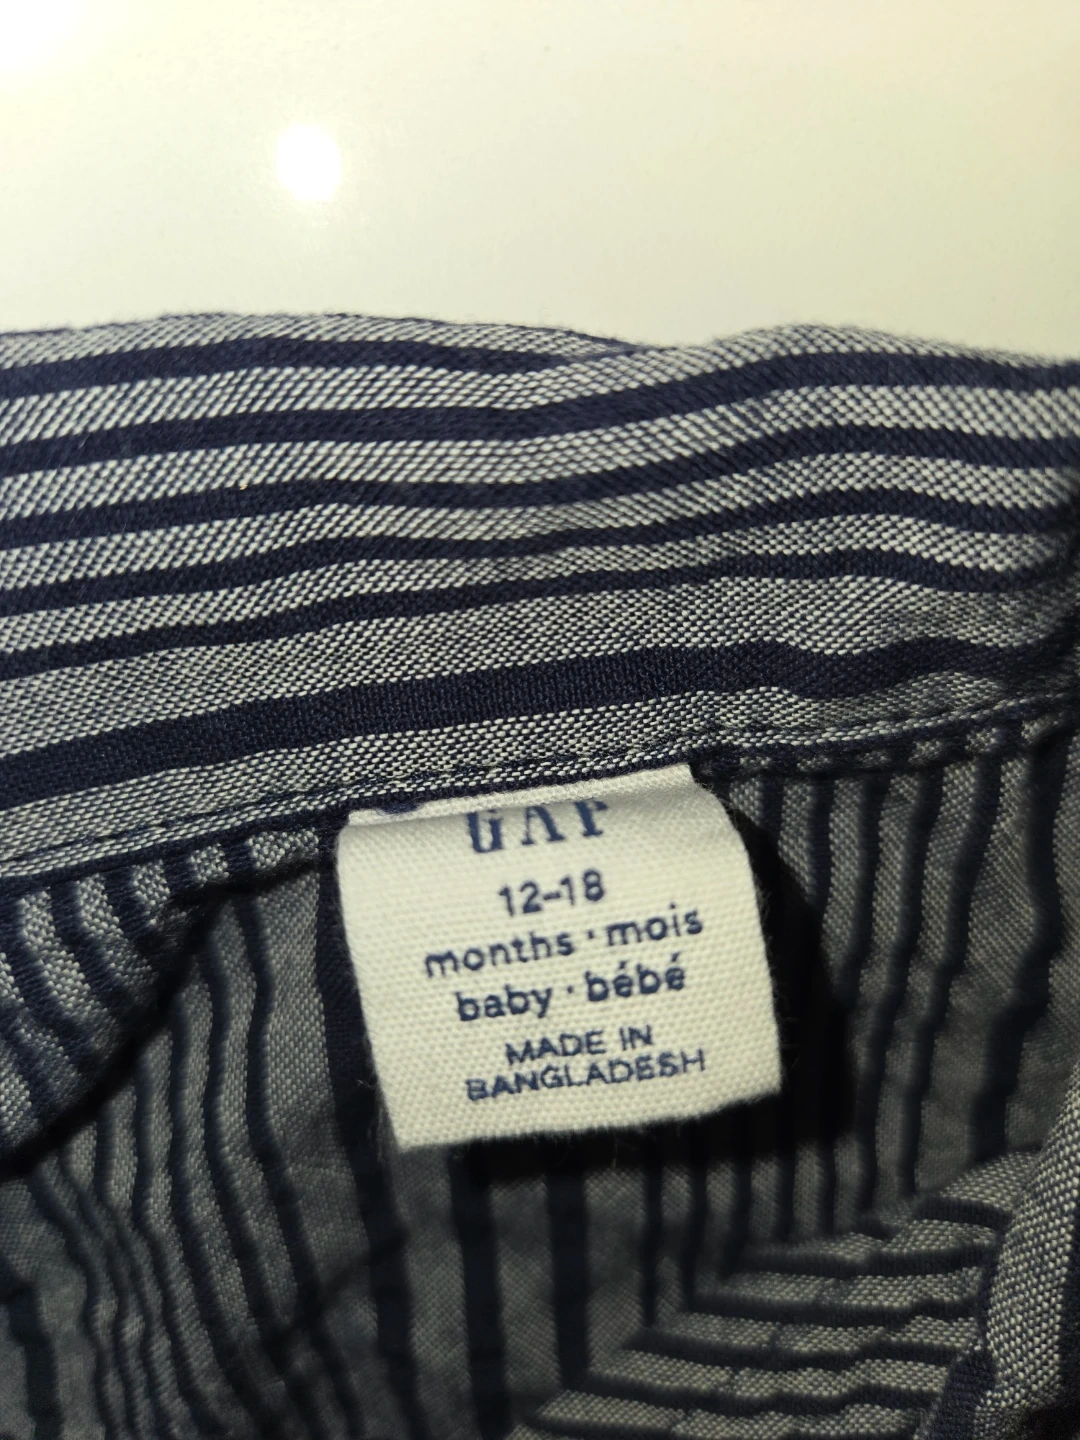 GAP
12-18
months · mois
baby · bébé
MADE IN
BANGLADESH